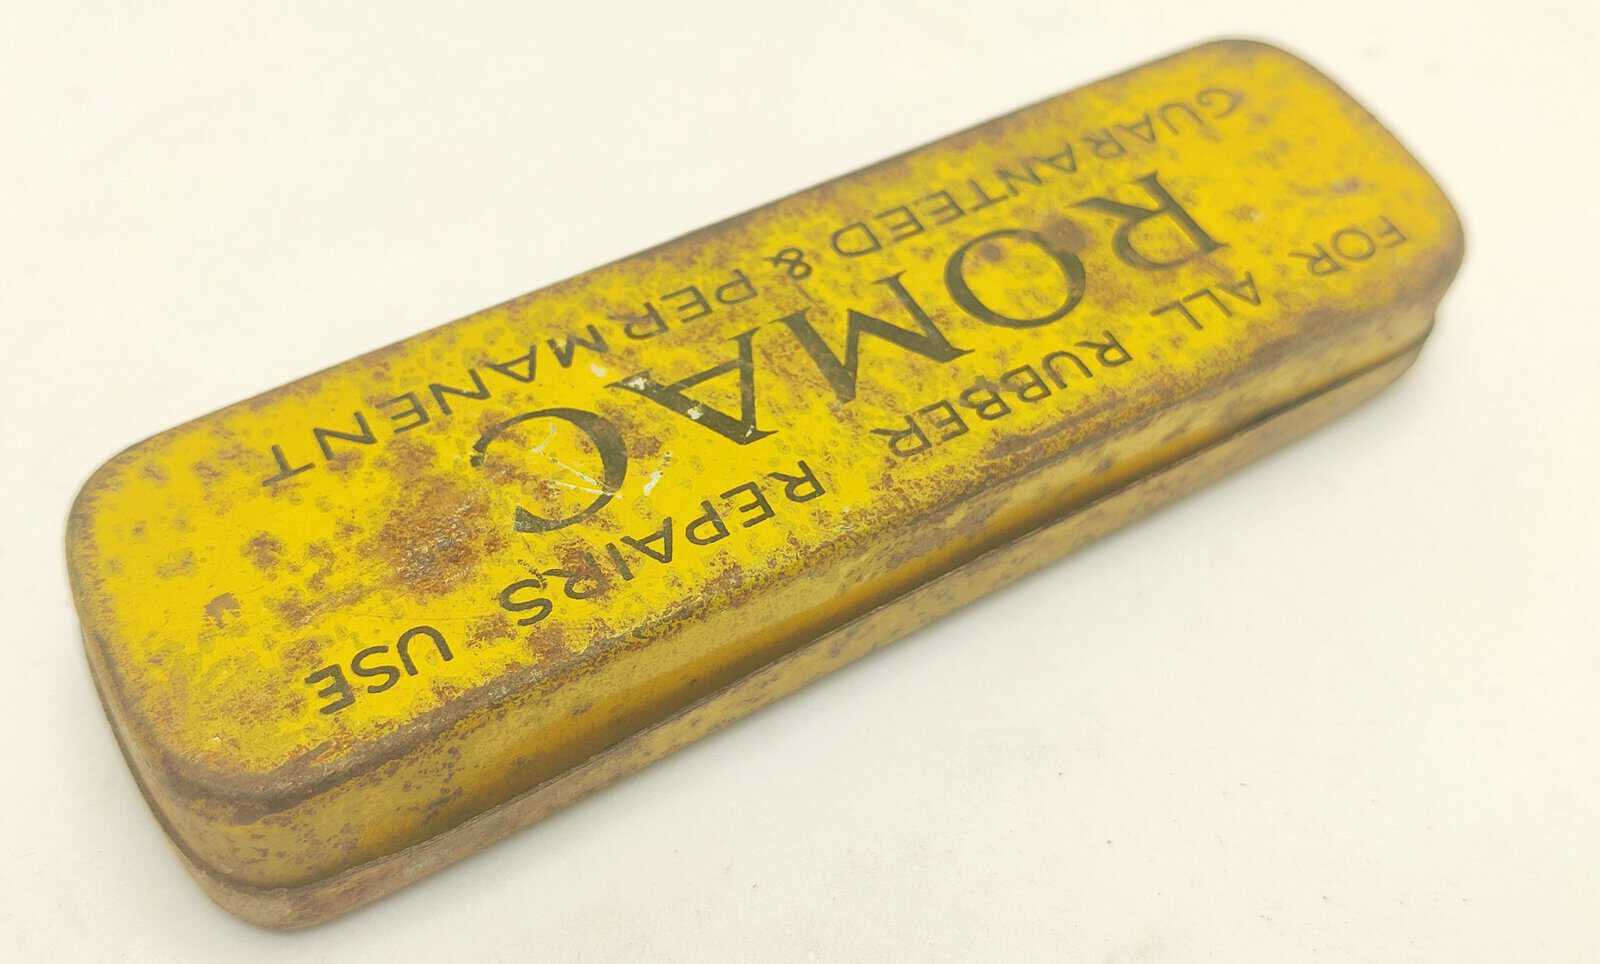 FOR ALL RUBBER REPAIRS USE
ROMAC
GUARANTEED & PERMANENT